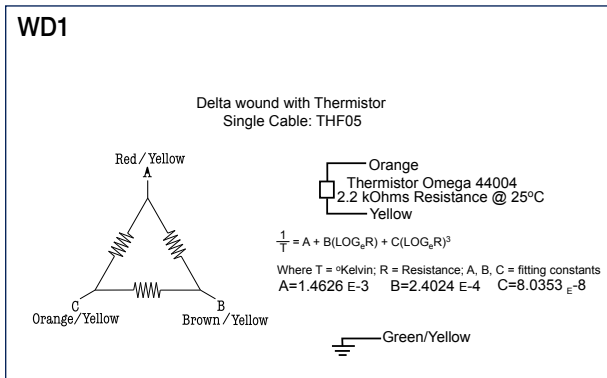 WD1
Delta wound with Thermistor
Single Cable: THF05
Red/Yellow
A
C
Orange/Yellow
B
Brown/Yellow
Orange
Thermistor Omega 44004
2.2 kOhms Resistance @ 25ºC
Yellow
1/T = A + B(LOGeR) + C(LOGeR)³
Where T = ºKelvin; R = Resistance; A, B, C = fitting constants
A=1.4626 E-3 B=2.4024 E-4 C=8.0353 E-8
Green/Yellow